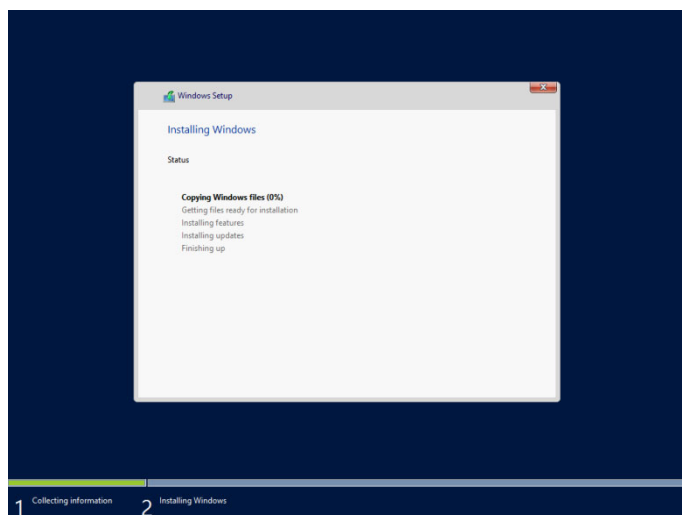 Windows Setup
Installing Windows
Status
Copying Windows files (0%)
Getting files ready for installation
Installing features
Installing updates
Finishing up
1 Collecting information 2 Installing Windows